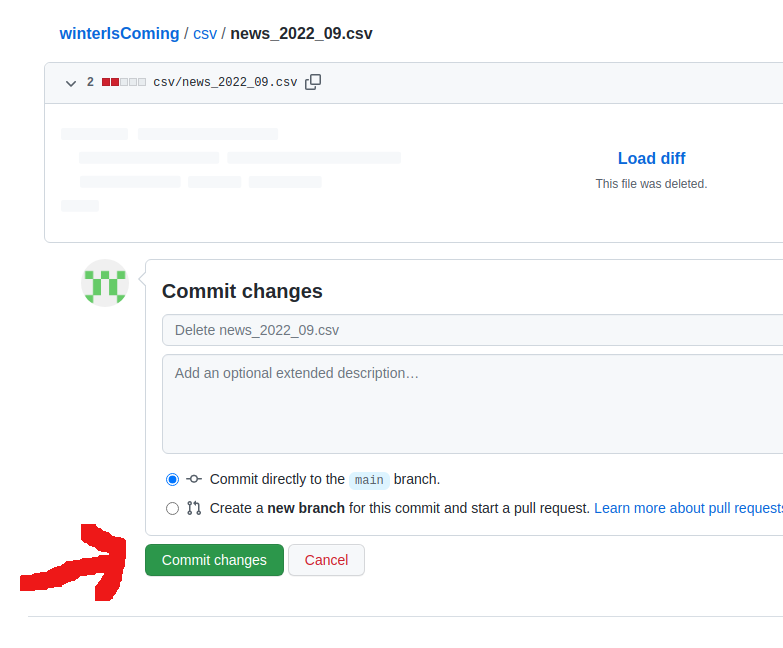 winterIsComing / csv / news_2022_09.csv
2 csv/news_2022_09.csv
Load diff
This file was deleted.
Commit changes
Delete news_2022_09.csv
Add an optional extended description…
Commit directly to the main branch.
Create a new branch for this commit and start a pull request. Learn more about pull requests
Commit changes Cancel